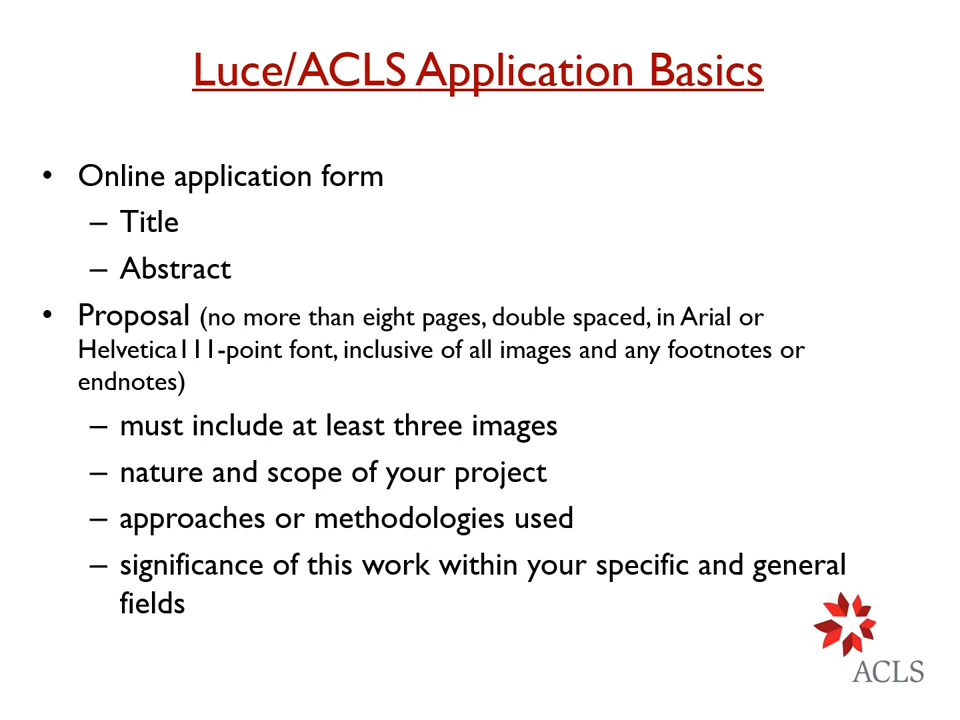 Luce/ACLS Application Basics
• Online application form
– Title
– Abstract
• Proposal (no more than eight pages, double spaced, in Arial or
Helvetica111-point font, inclusive of all images and any footnotes or
endnotes)
– must include at least three images
– nature and scope of your project
– approaches or methodologies used
– significance of this work within your specific and general
fields
ACLS